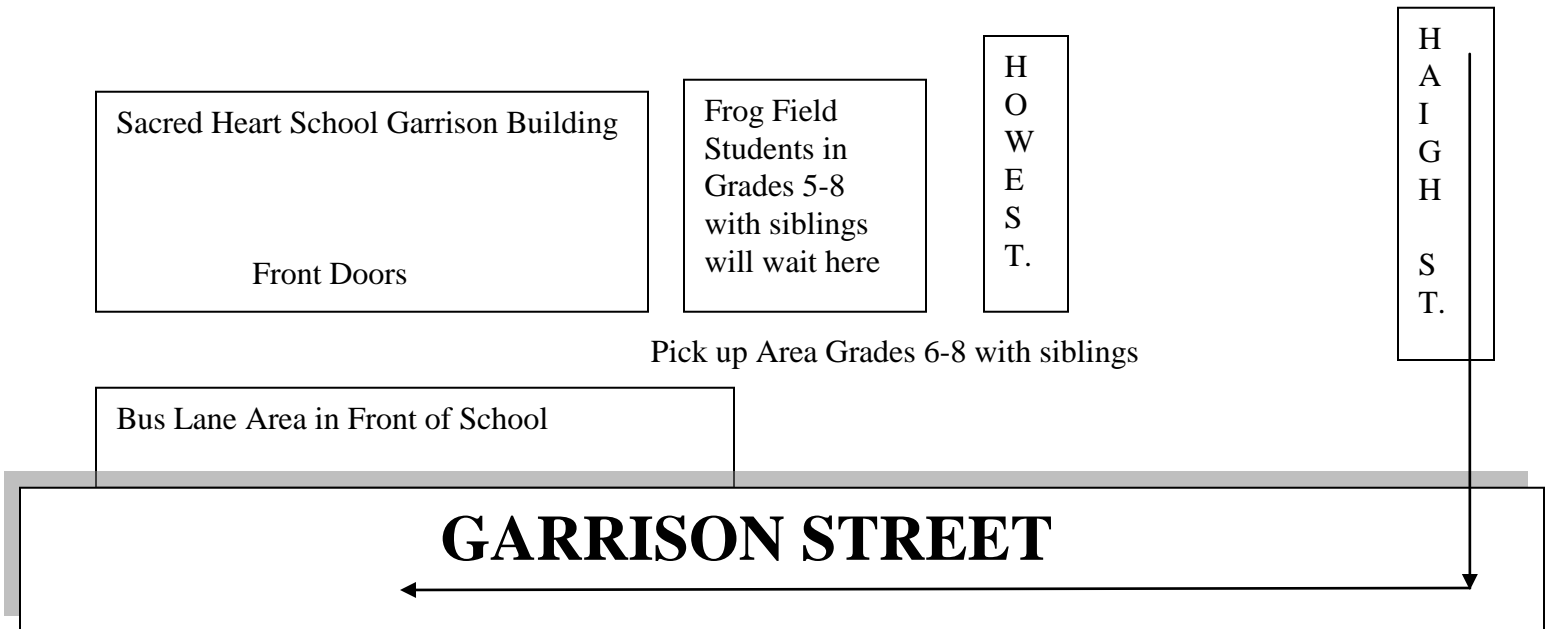 Sacred Heart School Garrison Building
Front Doors
Frog Field
Students in
Grades 5-8
with siblings
will wait here
H
O
W
E
S
T.
H
A
I
G
H
S
T.
Pick up Area Grades 6-8 with siblings
Bus Lane Area in Front of School
GARRISON STREET